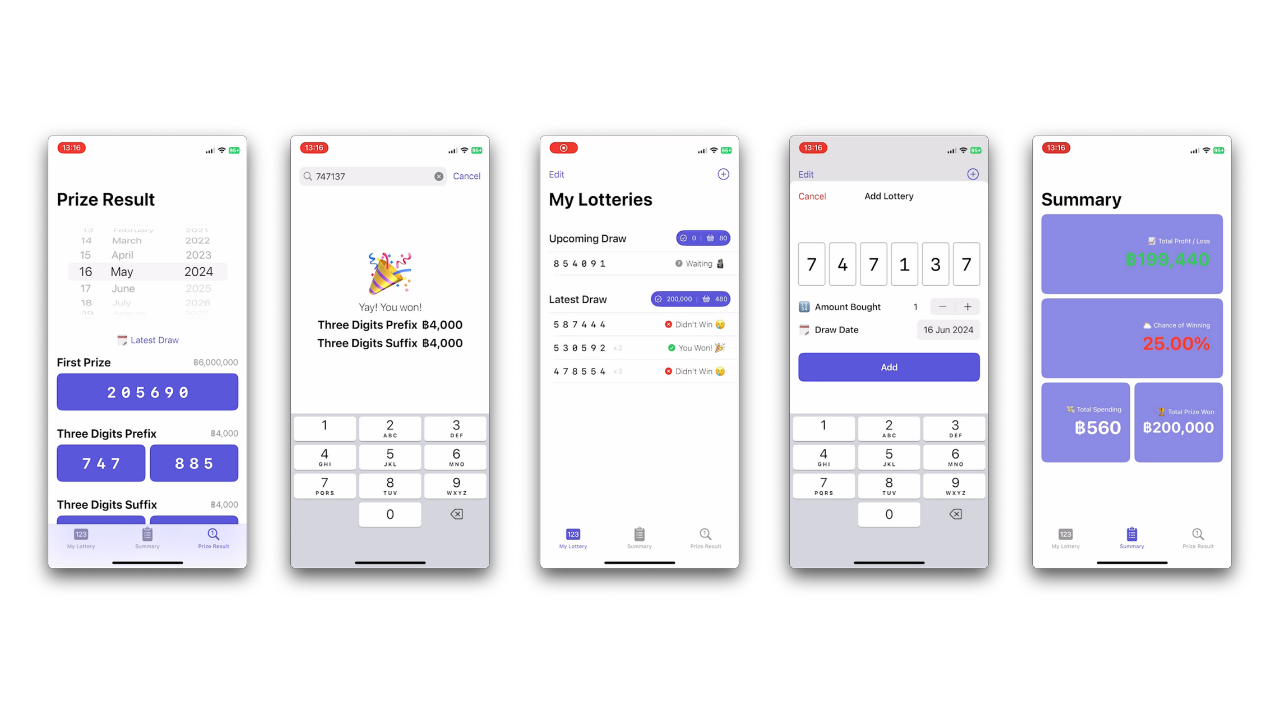 13:16
Prize Result
13 February 2021
14 March 2022
15 April 2023
16 May 2024
17 June 2025
18 July 2026
Latest Draw
First Prize ฿6,000,000
205690
Three Digits Prefix ฿4,000
747 885
Three Digits Suffix ฿4,000
My Lottery Summary Prize Result
13:16
747137 Cancel
Yay! You won!
Three Digits Prefix ฿4,000
Three Digits Suffix ฿4,000
1 2 3
ABC DEF
4 5 6
GHI JKL MNO
7 8 9
PQRS TUV WXYZ
0
Edit
My Lotteries
Upcoming Draw 0 80
854091 Waiting
Latest Draw 200,000 480
587444 Didn't Win
530592 ×2 You Won!
478554 ×3 Didn't Win
123
My Lottery Summary Prize Result
13:16
Edit
Cancel Add Lottery
7 4 7 1 3 7
Amount Bought 1 − +
Draw Date 16 Jun 2024
Add
1 2 3
ABC DEF
4 5 6
GHI JKL MNO
7 8 9
PQRS TUV WXYZ
0
13:16
Summary
Total Profit / Loss
฿199,440
Chance of Winning
25.00%
Total Spending
฿560
Total Prize Won
฿200,000
123
My Lottery Summary Prize Result